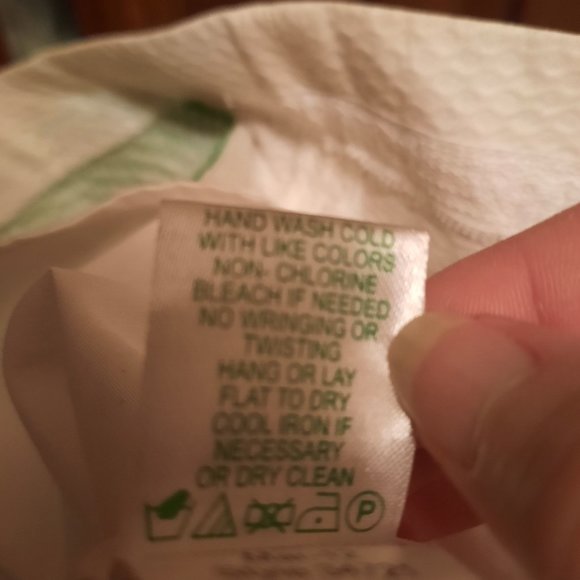 HAND WASH COLD
WITH LIKE COLORS
NON- CHLORINE
BLEACH IF NEEDED
NO WRINGING OR
TWISTING
HANG OR LAY
FLAT TO DRY
COOL IRON IF
NECESSARY
OR DRY CLEAN
P